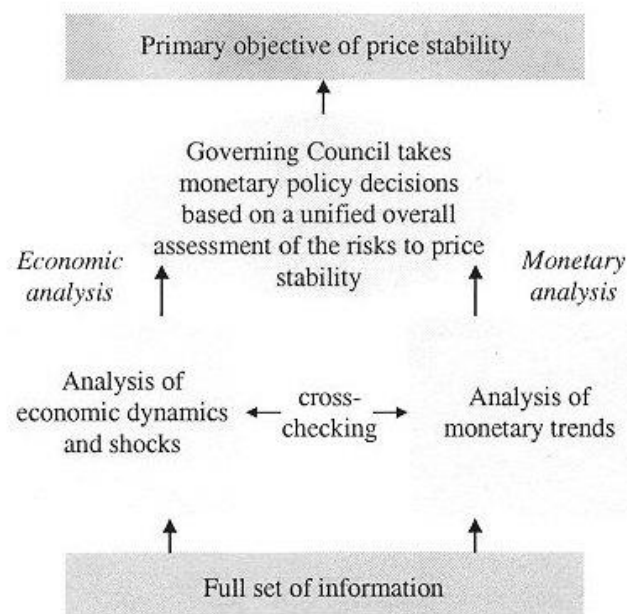 Primary objective of price stability
Governing Council takes
monetary policy decisions
based on a unified overall
assessment of the risks to price
stability
Economic
analysis
Monetary
analysis
Analysis of
economic dynamics
and shocks
cross-
checking
Analysis of
monetary trends
Full set of information